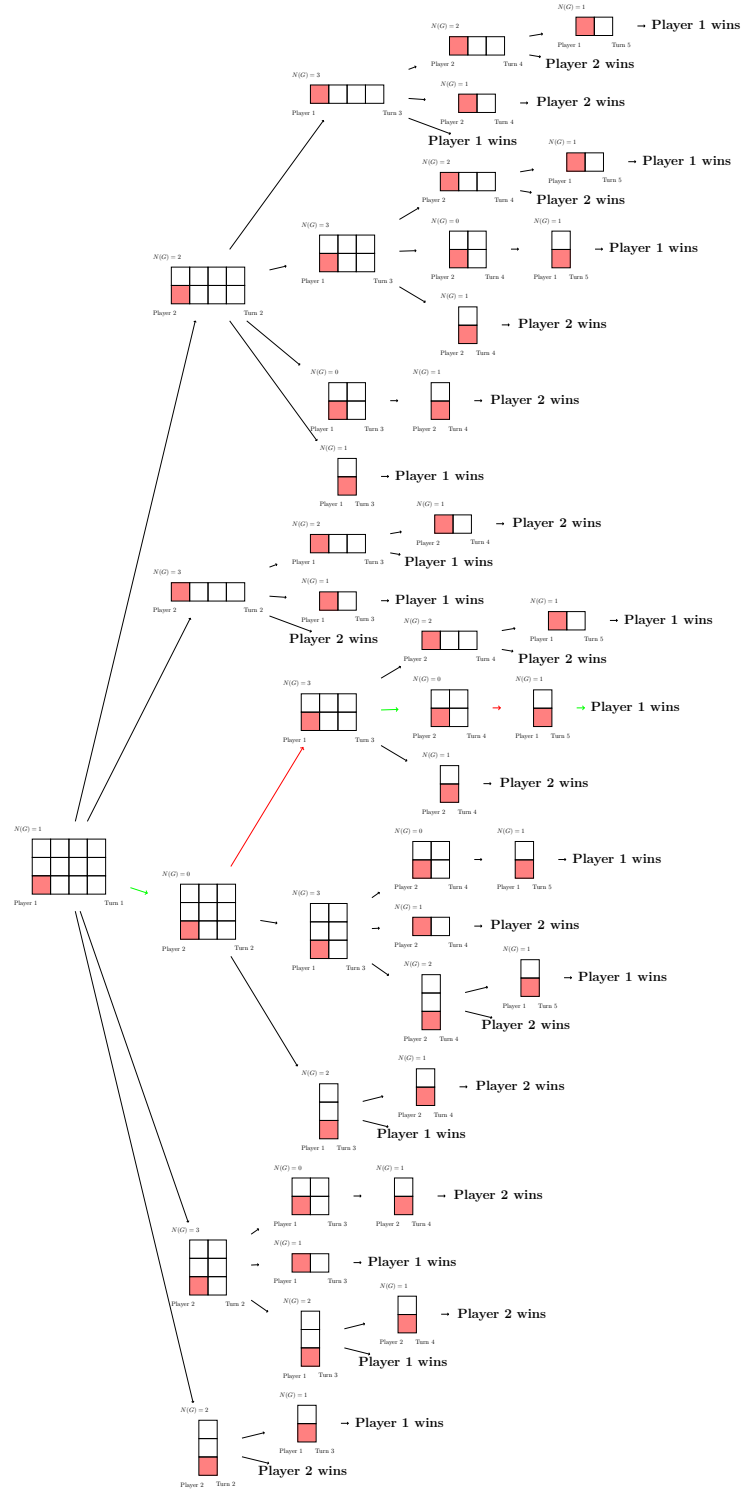 N(G) = 1
Player 1 wins
N(G) = 2
Player 1 Turn 5
Player 2 Turn 4
Player 2 wins
N(G) = 3
N(G) = 1
Player 2 wins
Player 1 Turn 3
N(G) = 1
Player 2 Turn 4
Player 1 wins
N(G) = 2
Player 1 wins
Player 1 Turn 5
Player 2 Turn 4
Player 2 wins
N(G) = 0
N(G) = 1
N(G) = 3
Player 1 wins
N(G) = 2
Player 1 Turn 3
Player 2 Turn 4
Player 1 Turn 5
N(G) = 1
Player 2 Turn 2
Player 2 wins
Player 2 Turn 4
N(G) = 0
N(G) = 1
Player 2 wins
Player 1 Turn 3
Player 2 Turn 4
N(G) = 1
Player 1 wins
Player 1 Turn 3
N(G) = 1
N(G) = 2
Player 2 wins
Player 2 Turn 4
Player 1 Turn 3
Player 1 wins
N(G) = 3
N(G) = 1
Player 1 wins
N(G) = 1
Player 2 Turn 2
Player 1 Turn 3
Player 1 wins
N(G) = 2
Player 2 wins
Player 1 Turn 5
Player 2 Turn 4
Player 2 wins
N(G) = 3
N(G) = 0
N(G) = 1
Player 1 wins
Player 1 Turn 3
Player 2 Turn 4
Player 1 Turn 5
N(G) = 1
Player 2 wins
Player 2 Turn 4
N(G) = 1
N(G) = 0
N(G) = 1
Player 1 wins
N(G) = 0
Player 2 Turn 4
Player 1 Turn 5
N(G) = 3
Player 1 Turn 1
N(G) = 1
Player 2 wins
Player 2 Turn 4
Player 2 Turn 2
N(G) = 1
N(G) = 2
Player 1 Turn 3
Player 1 wins
Player 1 Turn 5
Player 2 wins
Player 2 Turn 4
N(G) = 1
N(G) = 2
Player 2 wins
Player 2 Turn 4
Player 1 wins
Player 1 Turn 3
N(G) = 0
N(G) = 1
Player 2 wins
Player 1 Turn 3
Player 2 Turn 4
N(G) = 3
N(G) = 1
Player 1 wins
Player 1 Turn 3
N(G) = 1
N(G) = 2
Player 2 Turn 2
Player 2 wins
Player 2 Turn 4
Player 1 wins
Player 1 Turn 3
N(G) = 1
N(G) = 2
Player 1 wins
Player 1 Turn 3
Player 2 wins
Player 2 Turn 2